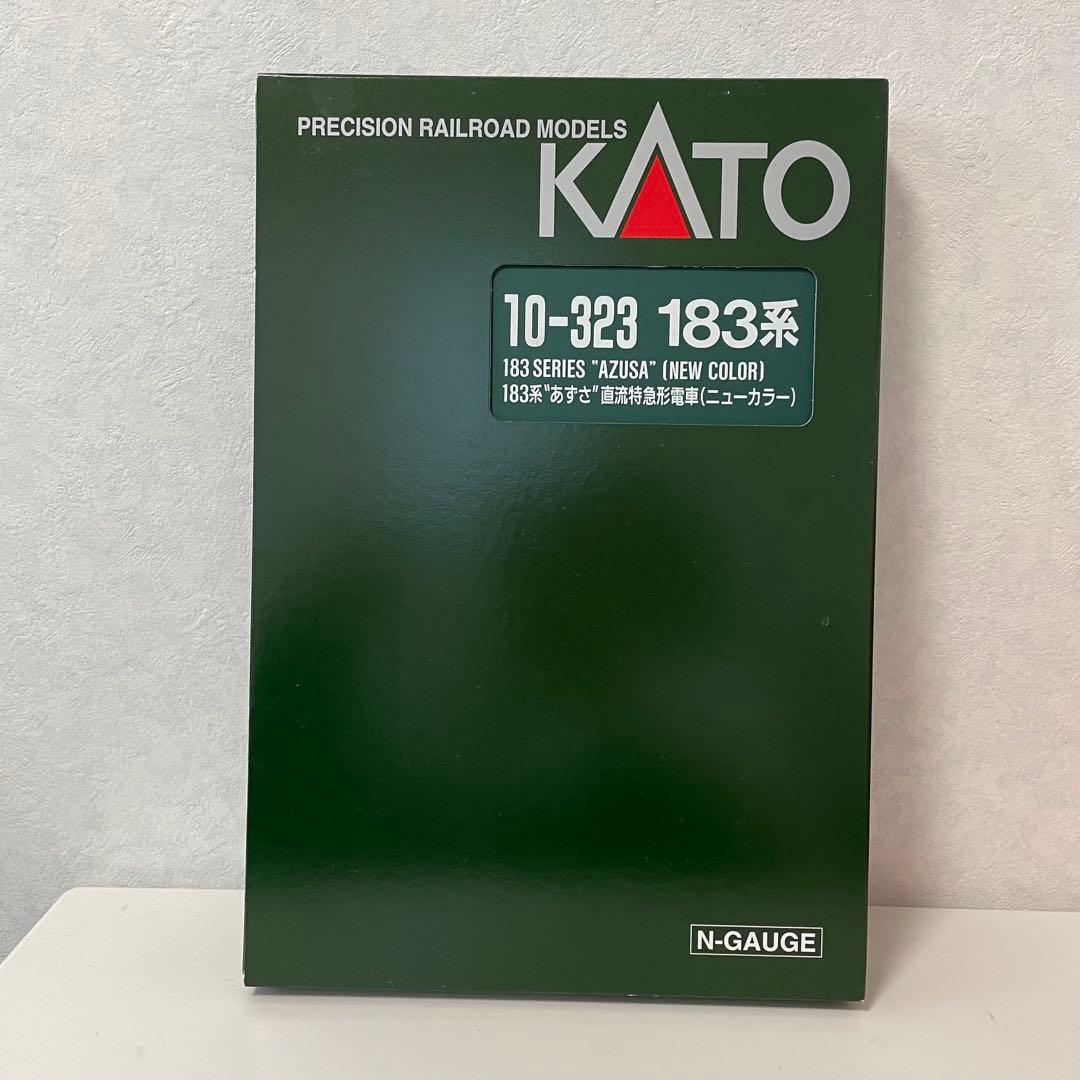 PRECISION RAILROAD MODELS
KATO
10-323 183系
183 SERIES "AZUSA" (NEW COLOR)
183系"あずさ"直流特急形電車(ニューカラー)
N-GAUGE